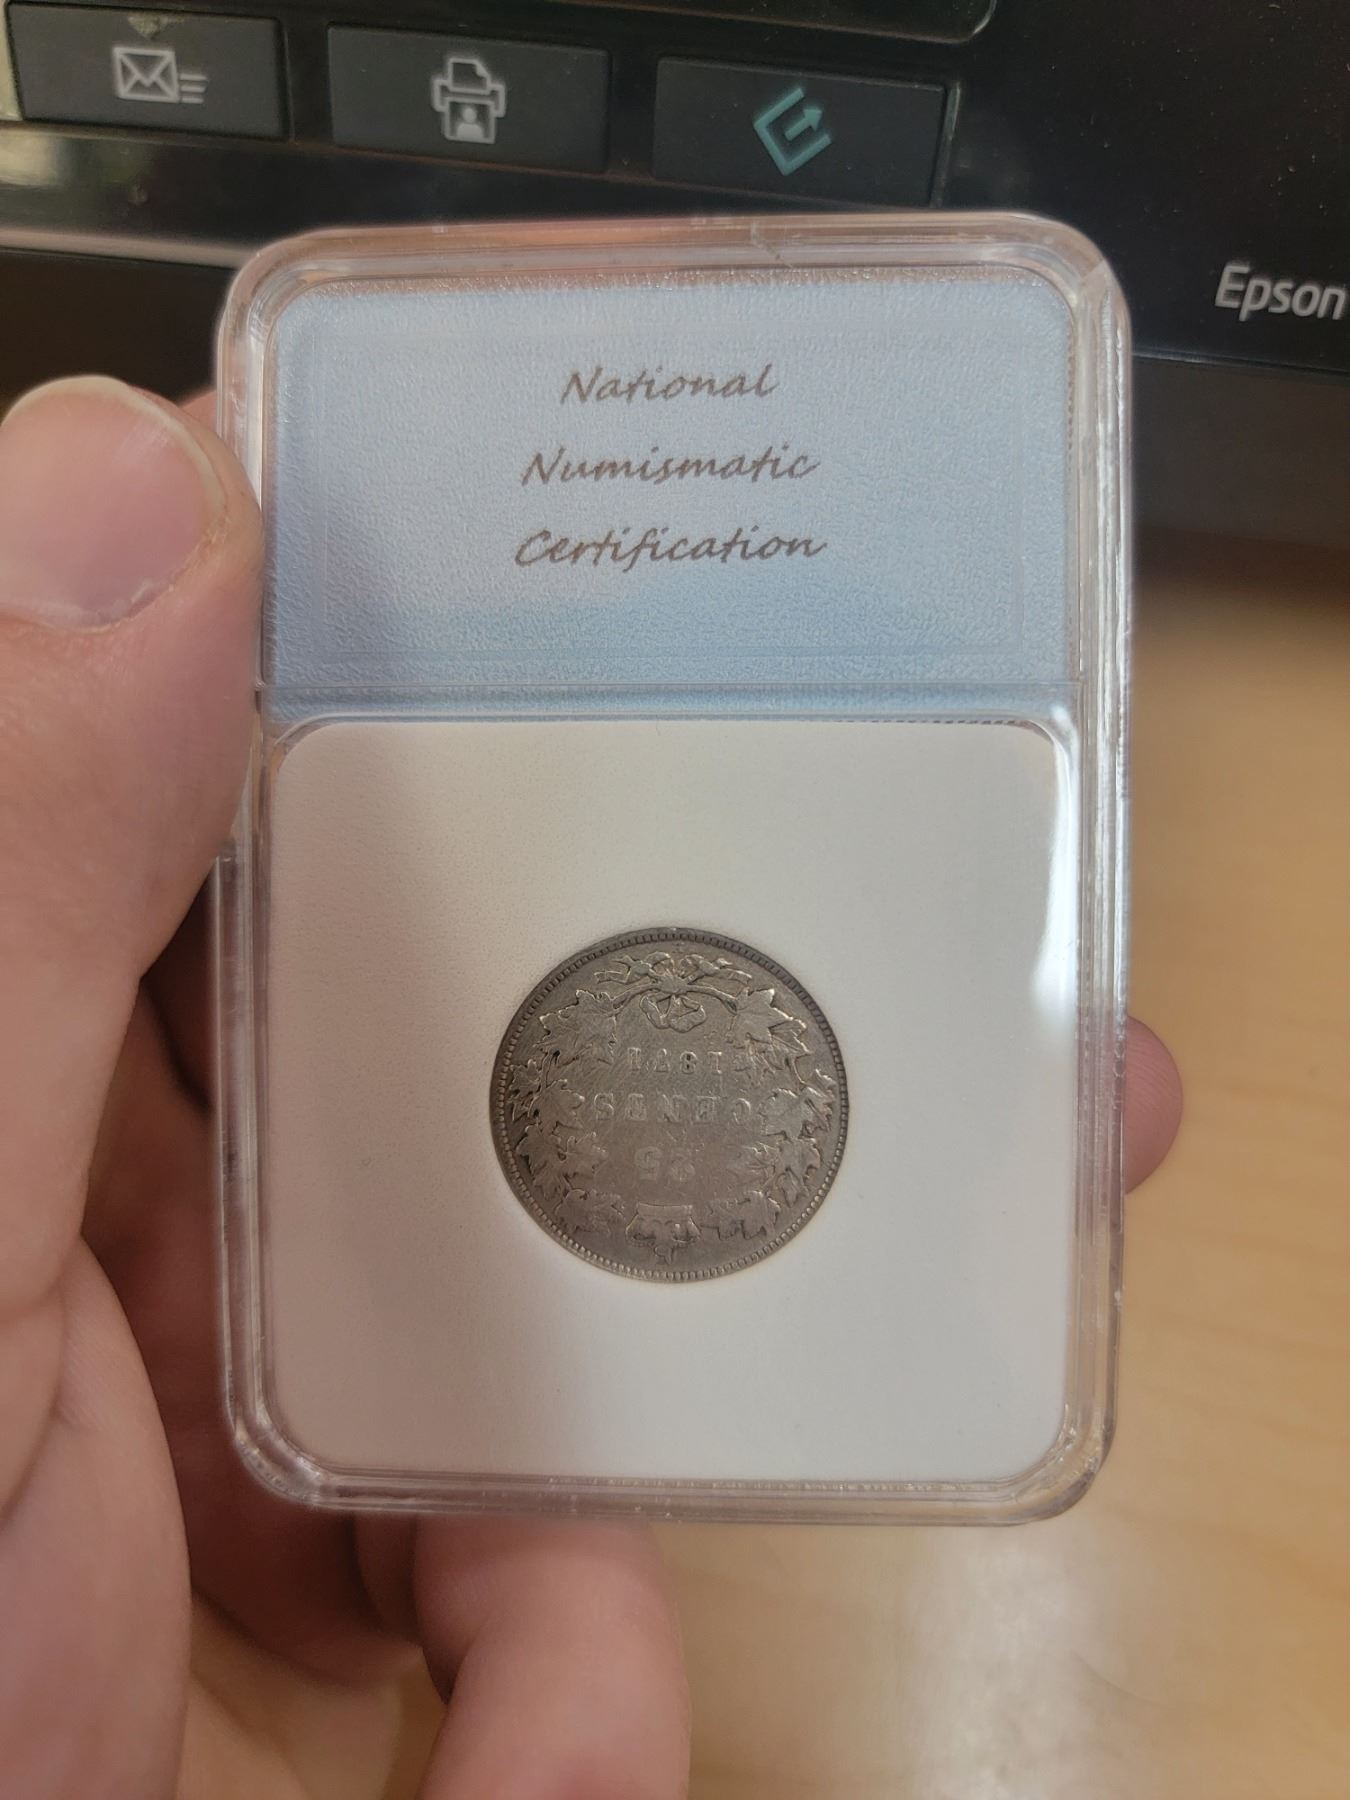 Epson
National
Numismatic
Certification
25
CENTS
1871